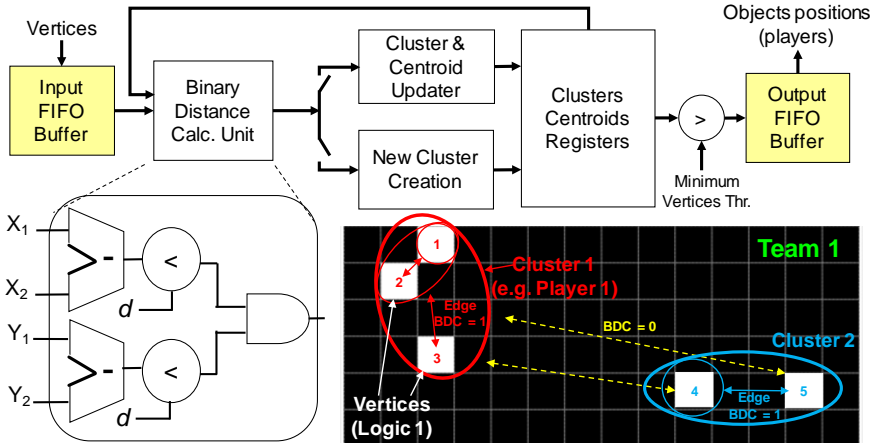 Vertices
Input
FIFO
Buffer
Binary
Distance
Calc. Unit
Cluster &
Centroid
Updater
New Cluster
Creation
Clusters
Centroids
Registers
>
Minimum
Vertices Thr.
Objects positions
(players)
Output
FIFO
Buffer
X1
X2
-
<
d
Y1
Y2
-
<
d
Team 1
1
2
3
Cluster 1
(e.g. Player 1)
Edge
BDC = 1
BDC = 0
Cluster 2
4
5
Edge
BDC = 1
Vertices
(Logic 1)